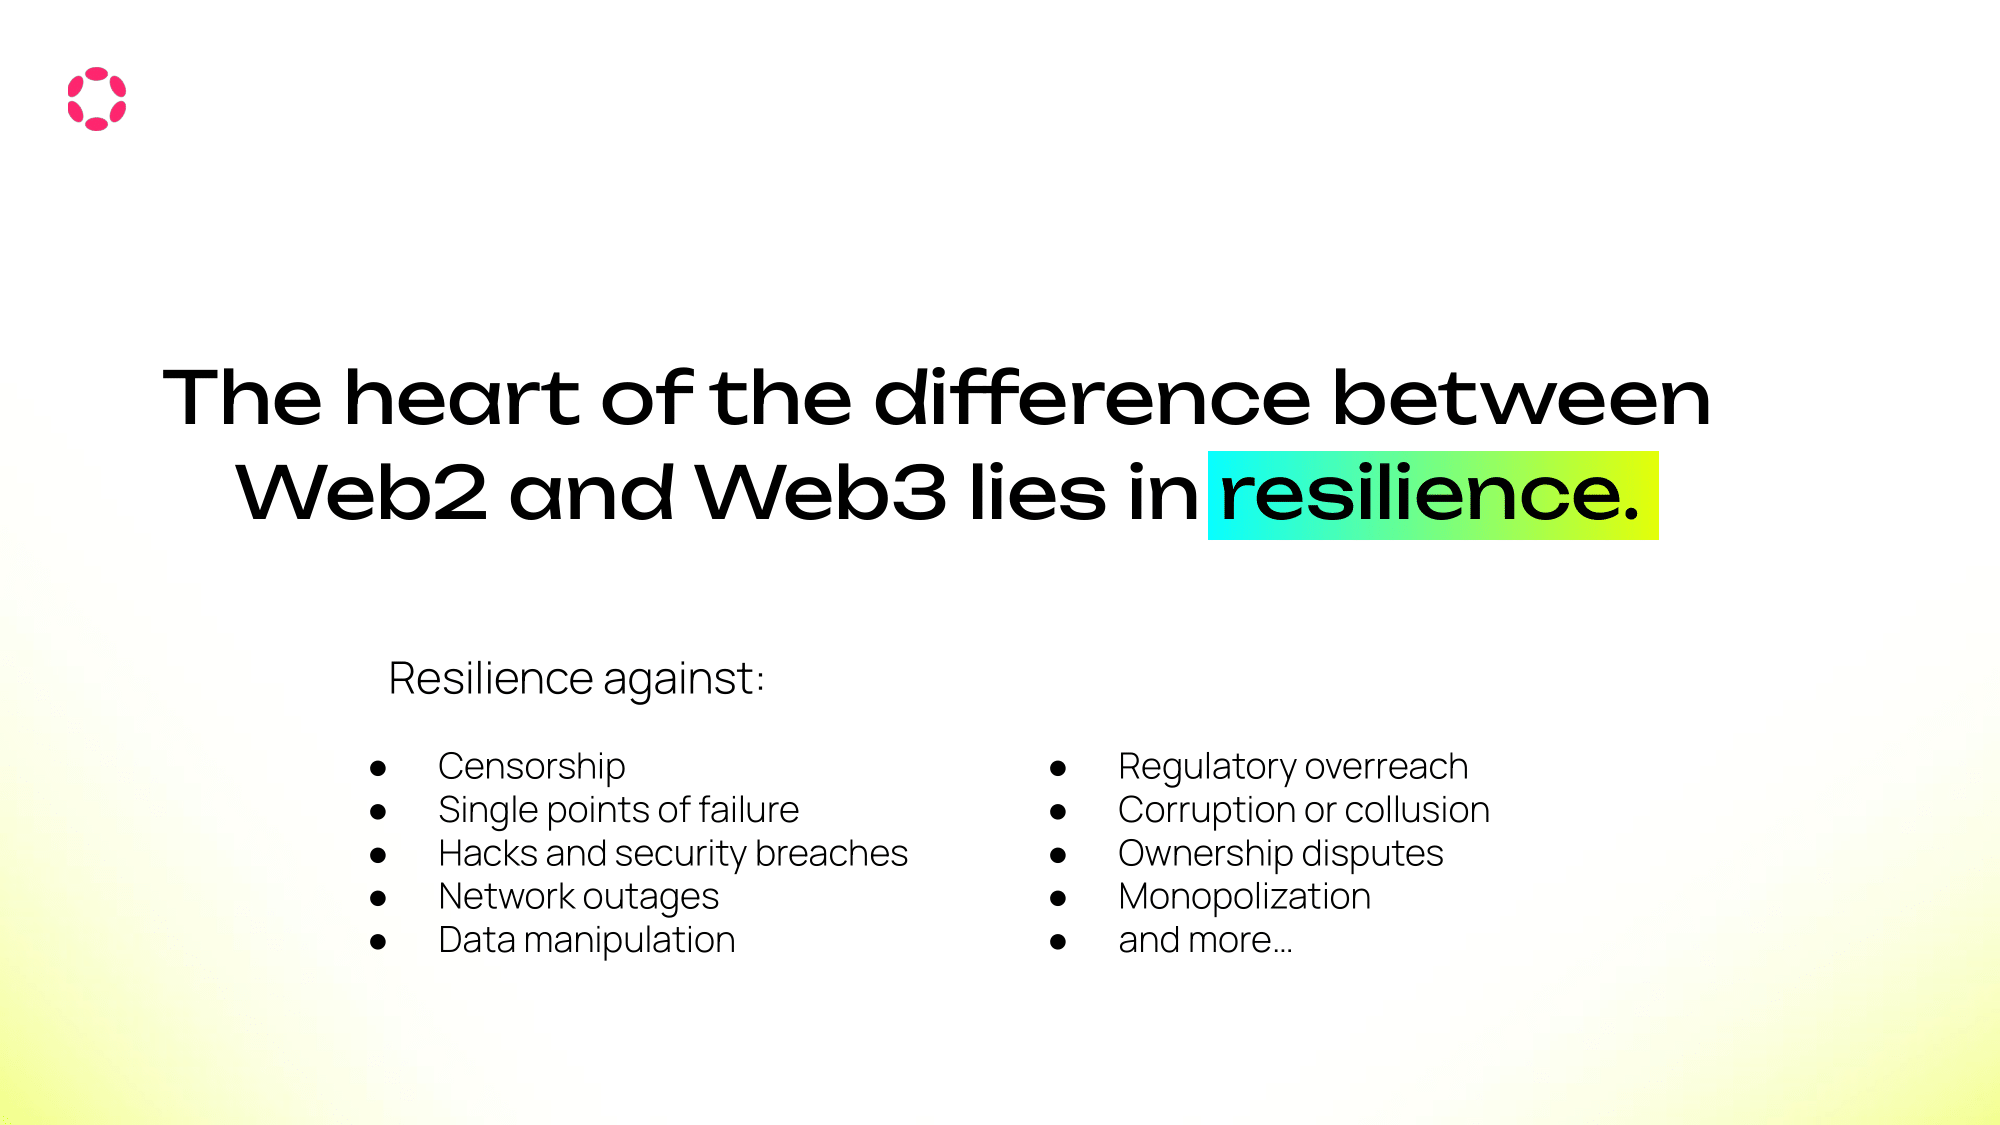 The heart of the difference between
Web2 and Web3 lies in resilience.
Resilience against:
● Censorship
● Single points of failure
● Hacks and security breaches
● Network outages
● Data manipulation
● Regulatory overreach
● Corruption or collusion
● Ownership disputes
● Monopolization
● and more…